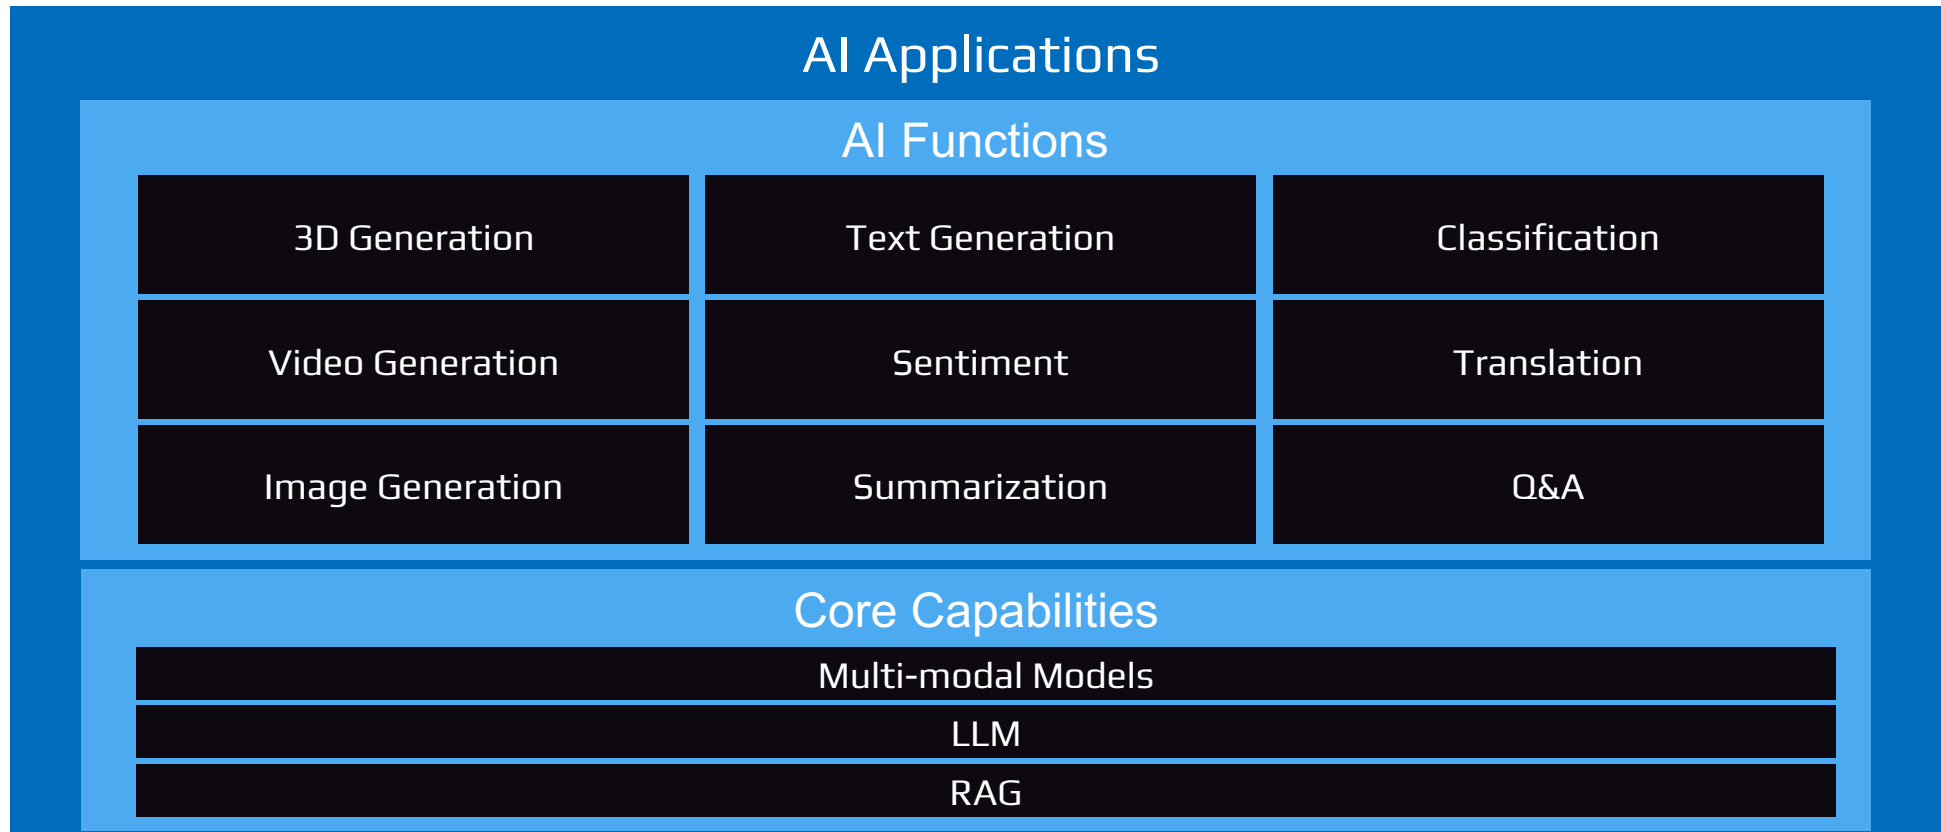 AI Applications
AI Functions
3D Generation
Text Generation
Classification
Video Generation
Sentiment
Translation
Image Generation
Summarization
Q&A
Core Capabilities
Multi-modal Models
LLM
RAG